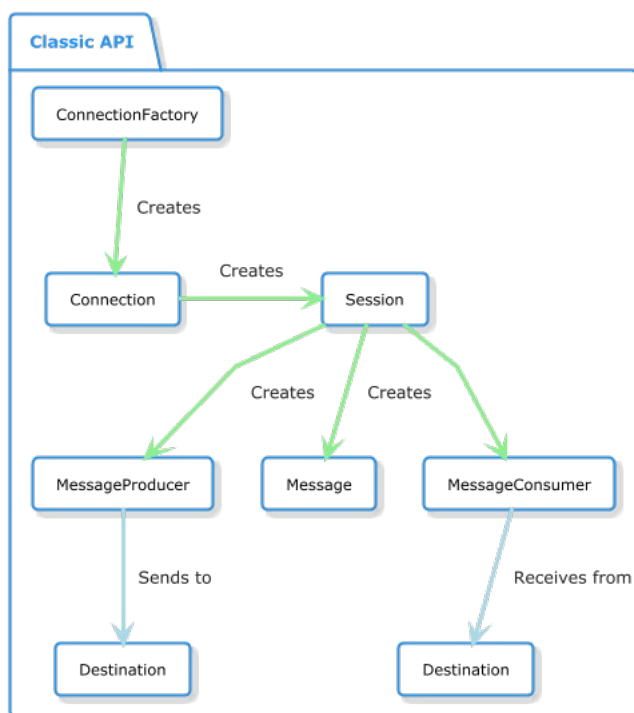 Classic API
ConnectionFactory
Creates
Creates
Connection
Session
Creates
Creates
MessageProducer
Message
MessageConsumer
Sends to
Receives from
Destination
Destination